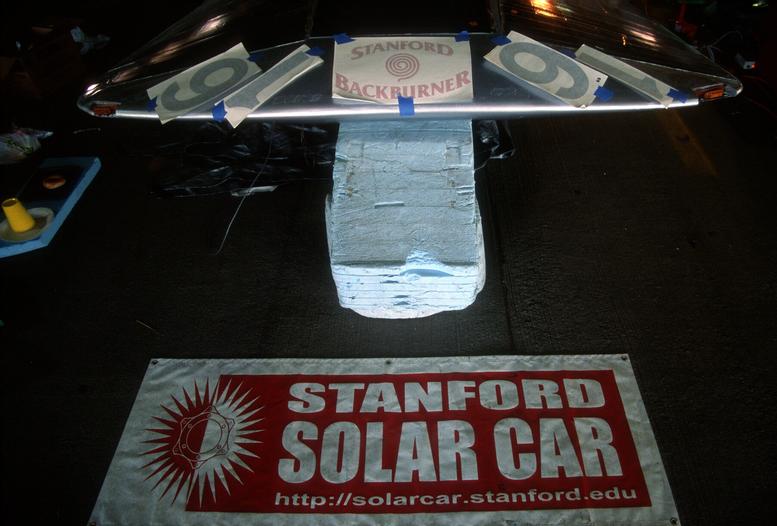 STANFORD
BACKBURNER
STANFORD
SOLAR CAR
http://solarcar.stanford.edu